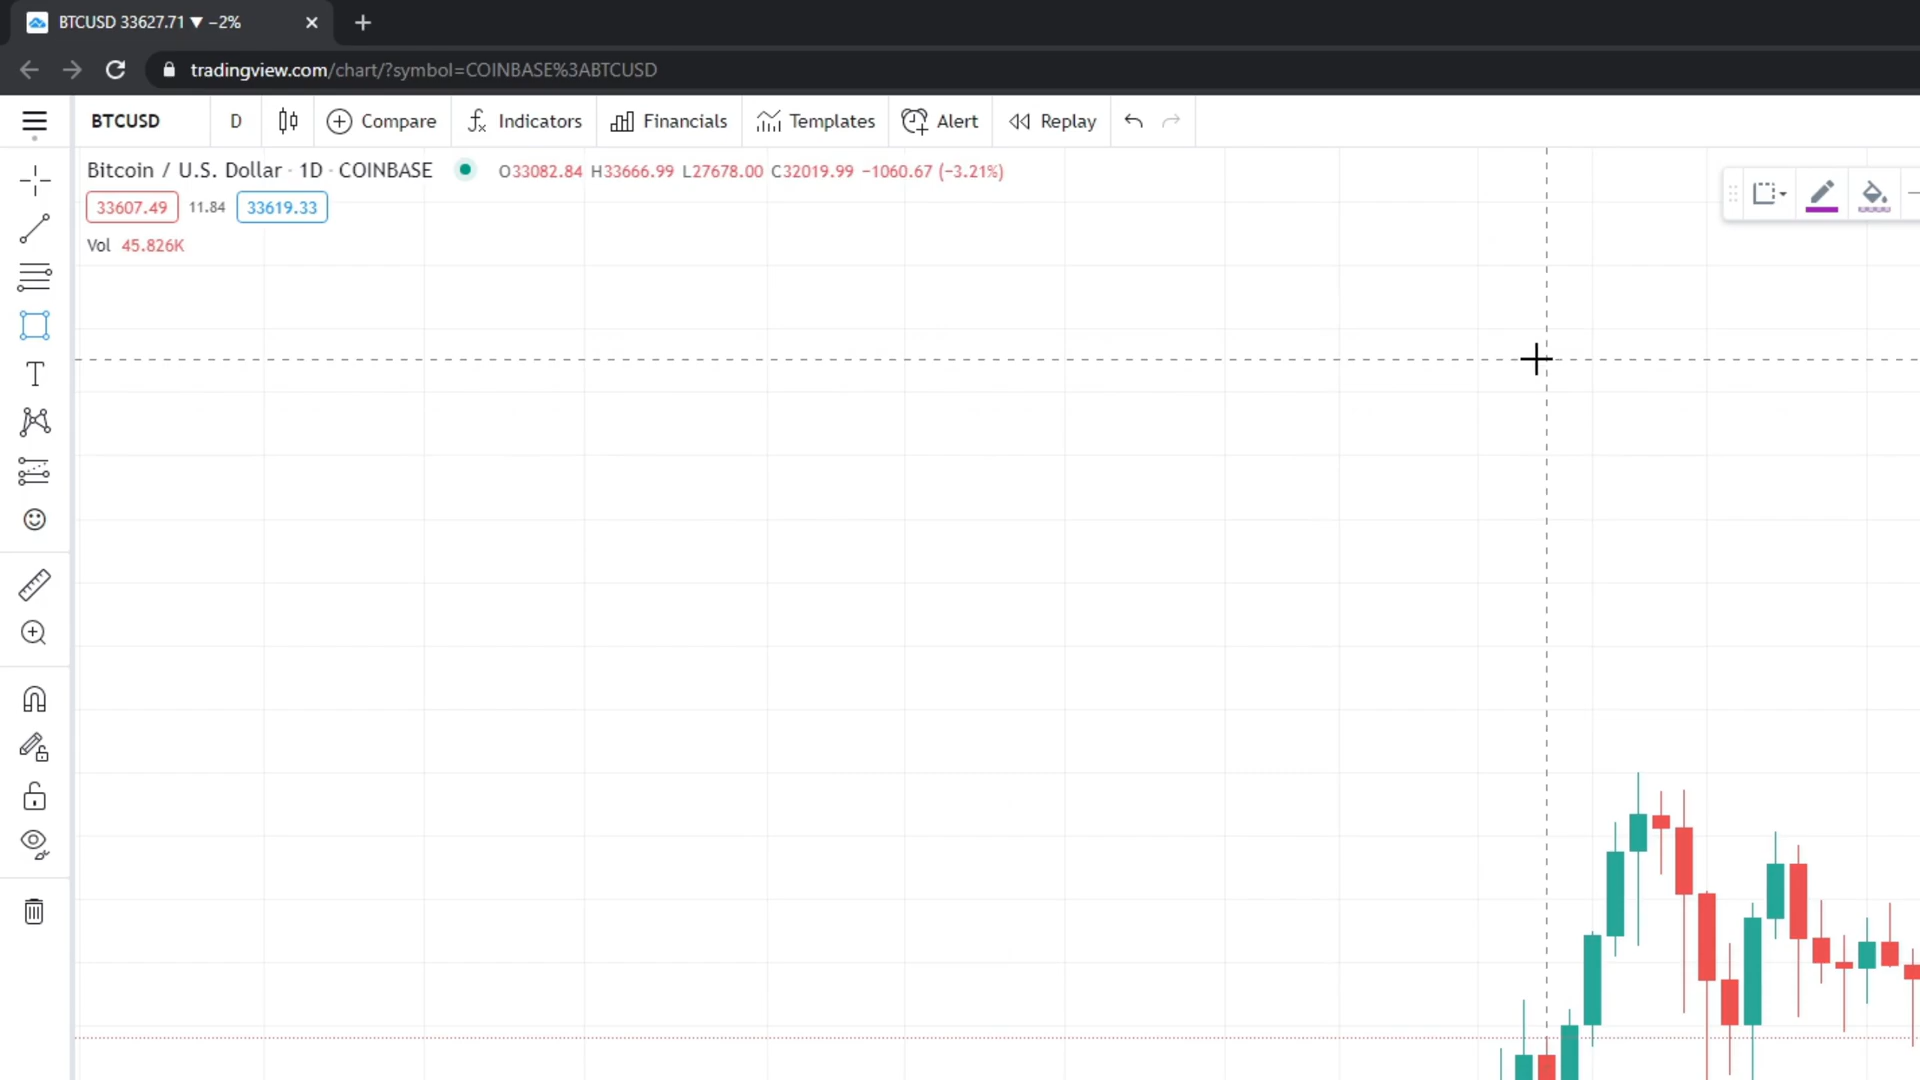 BTCUSD 33627.71 ▼ −2%
tradingview.com/chart/?symbol=COINBASE%3ABTCUSD
BTCUSD D Compare Indicators Financials Templates Alert Replay
Bitcoin / U.S. Dollar · 1D · COINBASE O33082.84 H33666.99 L27678.00 C32019.99 −1060.67 (−3.21%)
33607.49 11.84 33619.33
Vol 45.826K